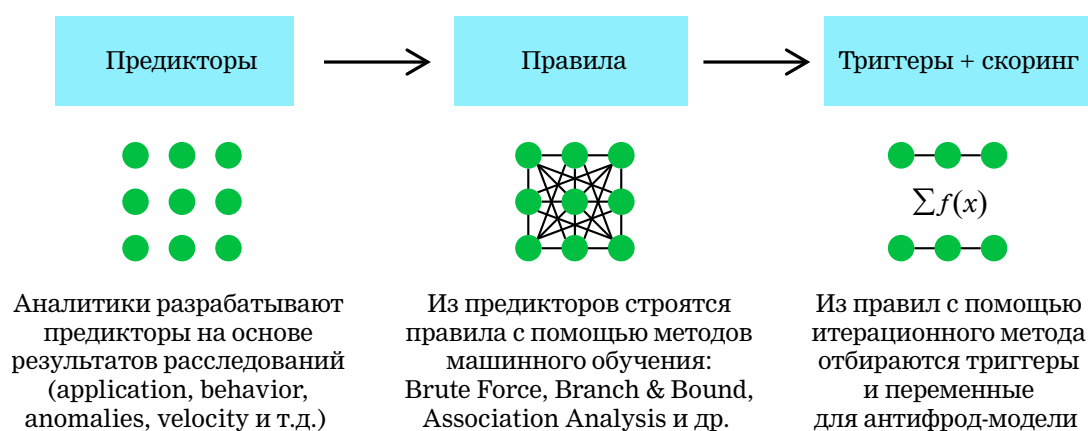 Предикторы
Правила
Триггеры + скоринг
∑f(x)
Аналитики разрабатывают
предикторы на основе
результатов расследований
(application, behavior,
anomalies, velocity и т.д.)
Из предикторов строятся
правила с помощью методов
машинного обучения:
Brute Force, Branch & Bound,
Association Analysis и др.
Из правил с помощью
итерационного метода
отбираются триггеры
и переменные
для антифрод-модели